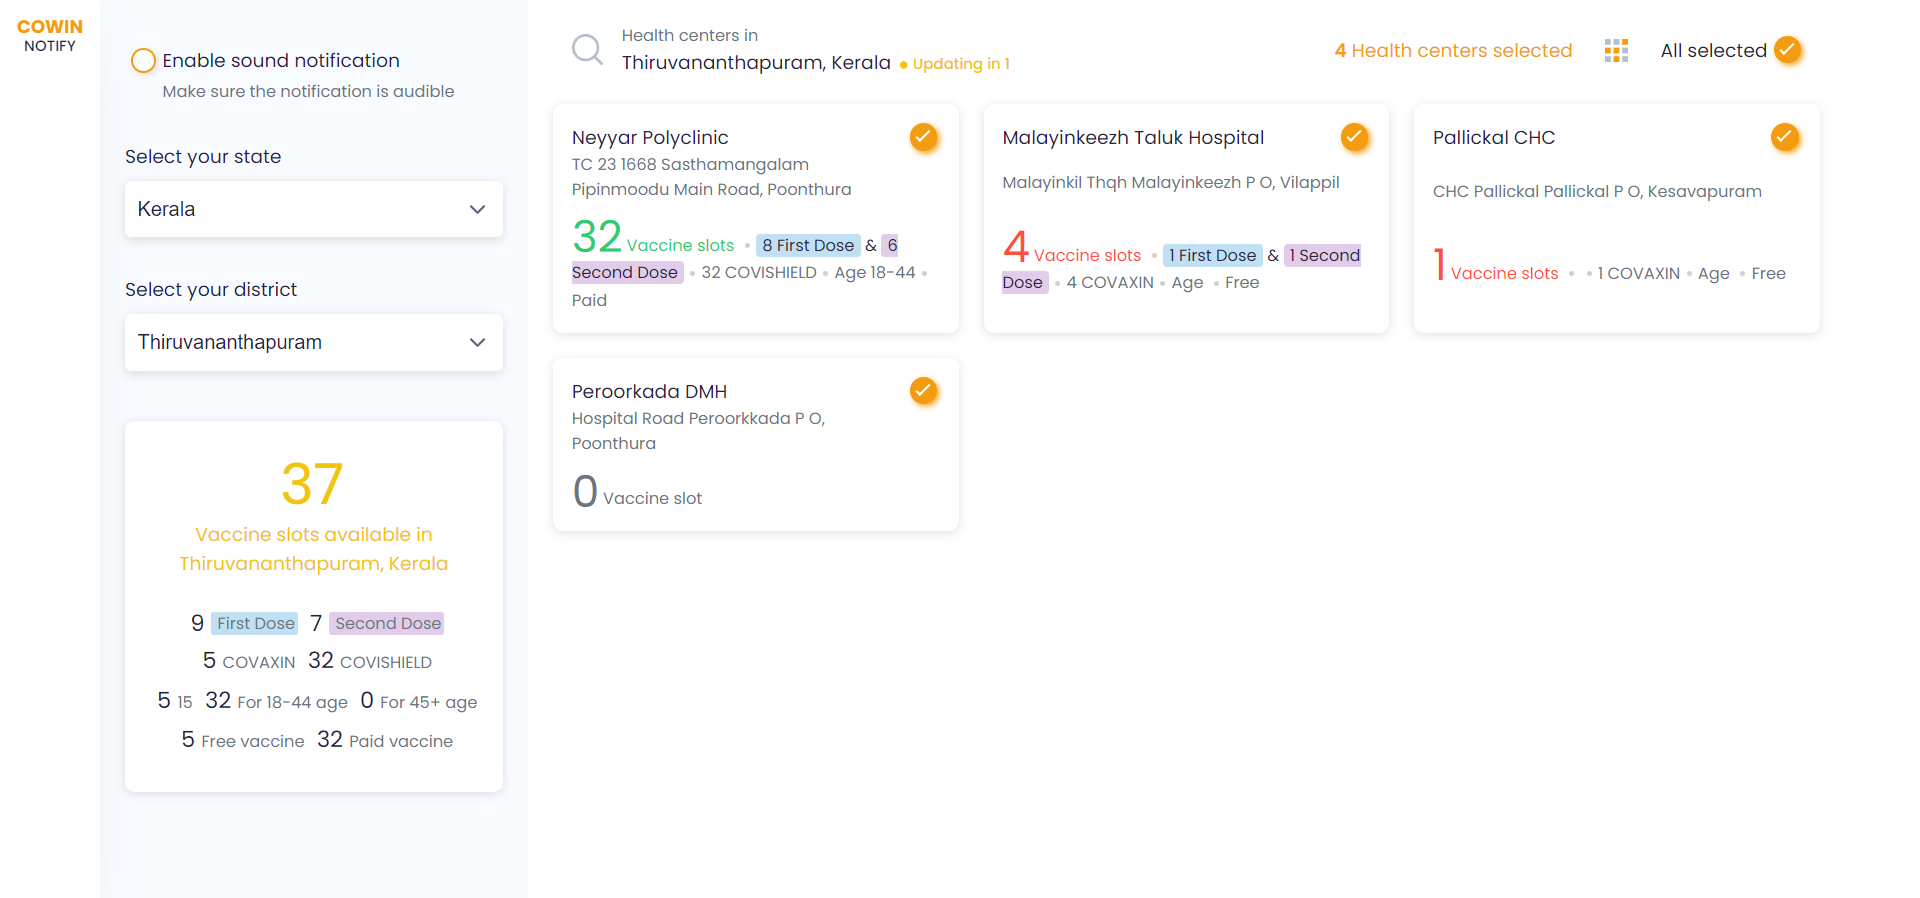 COWIN
NOTIFY
Enable sound notification
Make sure the notification is audible
Select your state
Kerala
Select your district
Thiruvananthapuram
37
Vaccine slots available in
Thiruvananthapuram, Kerala
9 First Dose 7 Second Dose
5 COVAXIN 32 COVISHIELD
5 15 32 For 18-44 age 0 For 45+ age
5 Free vaccine 32 Paid vaccine
Health centers in
Thiruvananthapuram, Kerala ● Updating in 1
4 Health centers selected
All selected
Neyyar Polyclinic
TC 23 1668 Sasthamangalam
Pipinmoodu Main Road, Poonthura
32 Vaccine slots • 8 First Dose & 6
Second Dose • 32 COVISHIELD • Age 18-44 •
Paid
Malayinkeezh Taluk Hospital
Malayinkil Thqh Malayinkeezh P O, Vilappil
4 Vaccine slots • 1 First Dose & 1 Second
Dose • 4 COVAXIN • Age • Free
Pallickal CHC
CHC Pallickal Pallickal P O, Kesavapuram
1 Vaccine slots • • 1 COVAXIN • Age • Free
Peroorkada DMH
Hospital Road Peroorkkada P O,
Poonthura
0 Vaccine slot